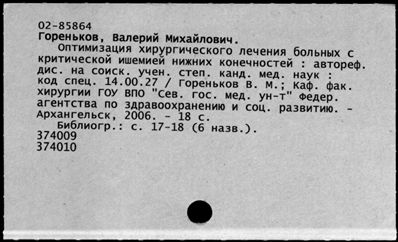 02-85864
Гореньков, Валерий Михайлович.
Оптимизация хирургического лечения больных с
критической ишемией нижних конечностей : автореф.
дис. на соиск. учен. степ. канд. мед. наук :
код спец. 14.00.27 / Гореньков В. М.; Каф. фак.
хирургии ГОУ ВПО "Сев. гос. мед. ун-т" Федер.
агентства по здравоохранению и соц. развитию. -
Архангельск, 2006. - 18 с.
Библиогр.: с. 17-18 (6 назв.).
374009
374010